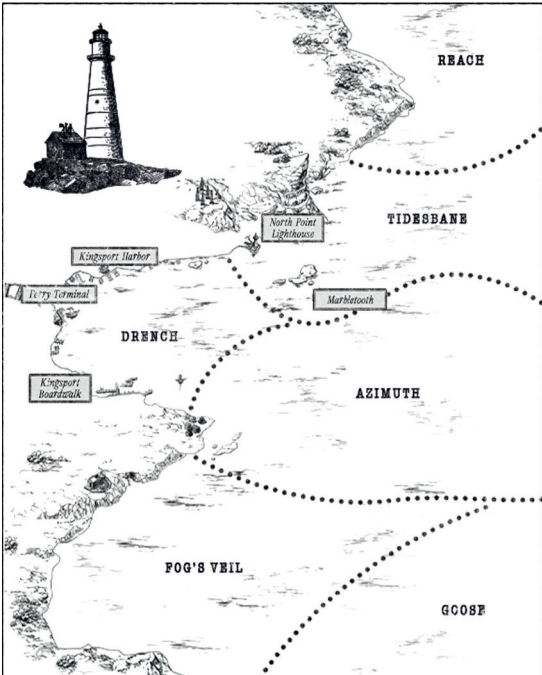 REACH
TIDESBANE
North Point
Lighthouse
Kingsport Harbor
Ferry Terminal
Marbletooth
DRENCH
Kingsport
Boardwalk
AZIMUTH
FOG'S VEIL
GOOSE